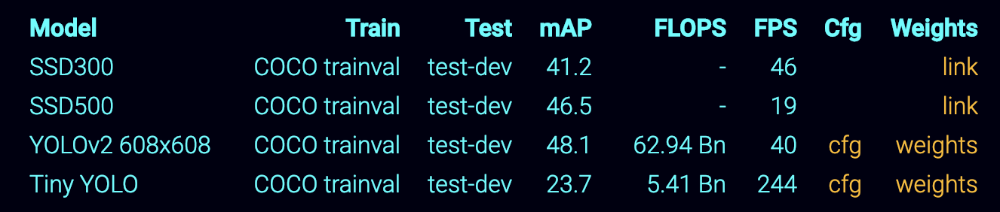 Model Train Test mAP FLOPS FPS Cfg Weights
SSD300 COCO trainval test-dev 41.2 - 46 link
SSD500 COCO trainval test-dev 46.5 - 19 link
YOLOv2 608x608 COCO trainval test-dev 48.1 62.94 Bn 40 cfg weights
Tiny YOLO COCO trainval test-dev 23.7 5.41 Bn 244 cfg weights